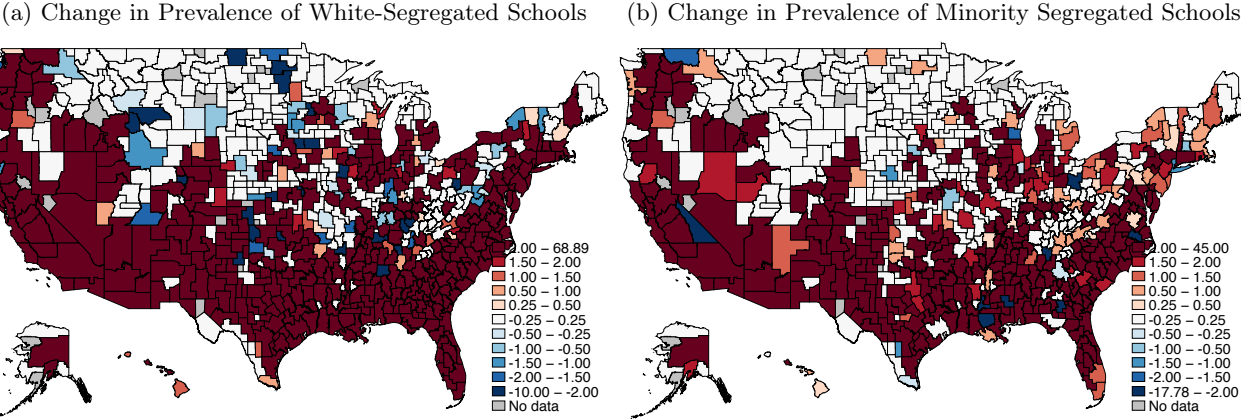 (a) Change in Prevalence of White-Segregated Schools
(b) Change in Prevalence of Minority Segregated Schools
2.00 − 68.89
1.50 − 2.00
1.00 − 1.50
0.50 − 1.00
0.25 − 0.50
-0.25 − 0.25
-0.50 − -0.25
-1.00 − -0.50
-1.50 − -1.00
-2.00 − -1.50
-10.00 − -2.00
No data
2.00 − 45.00
1.50 − 2.00
1.00 − 1.50
0.50 − 1.00
0.25 − 0.50
-0.25 − 0.25
-0.50 − -0.25
-1.00 − -0.50
-1.50 − -1.00
-2.00 − -1.50
-17.78 − -2.00
No data